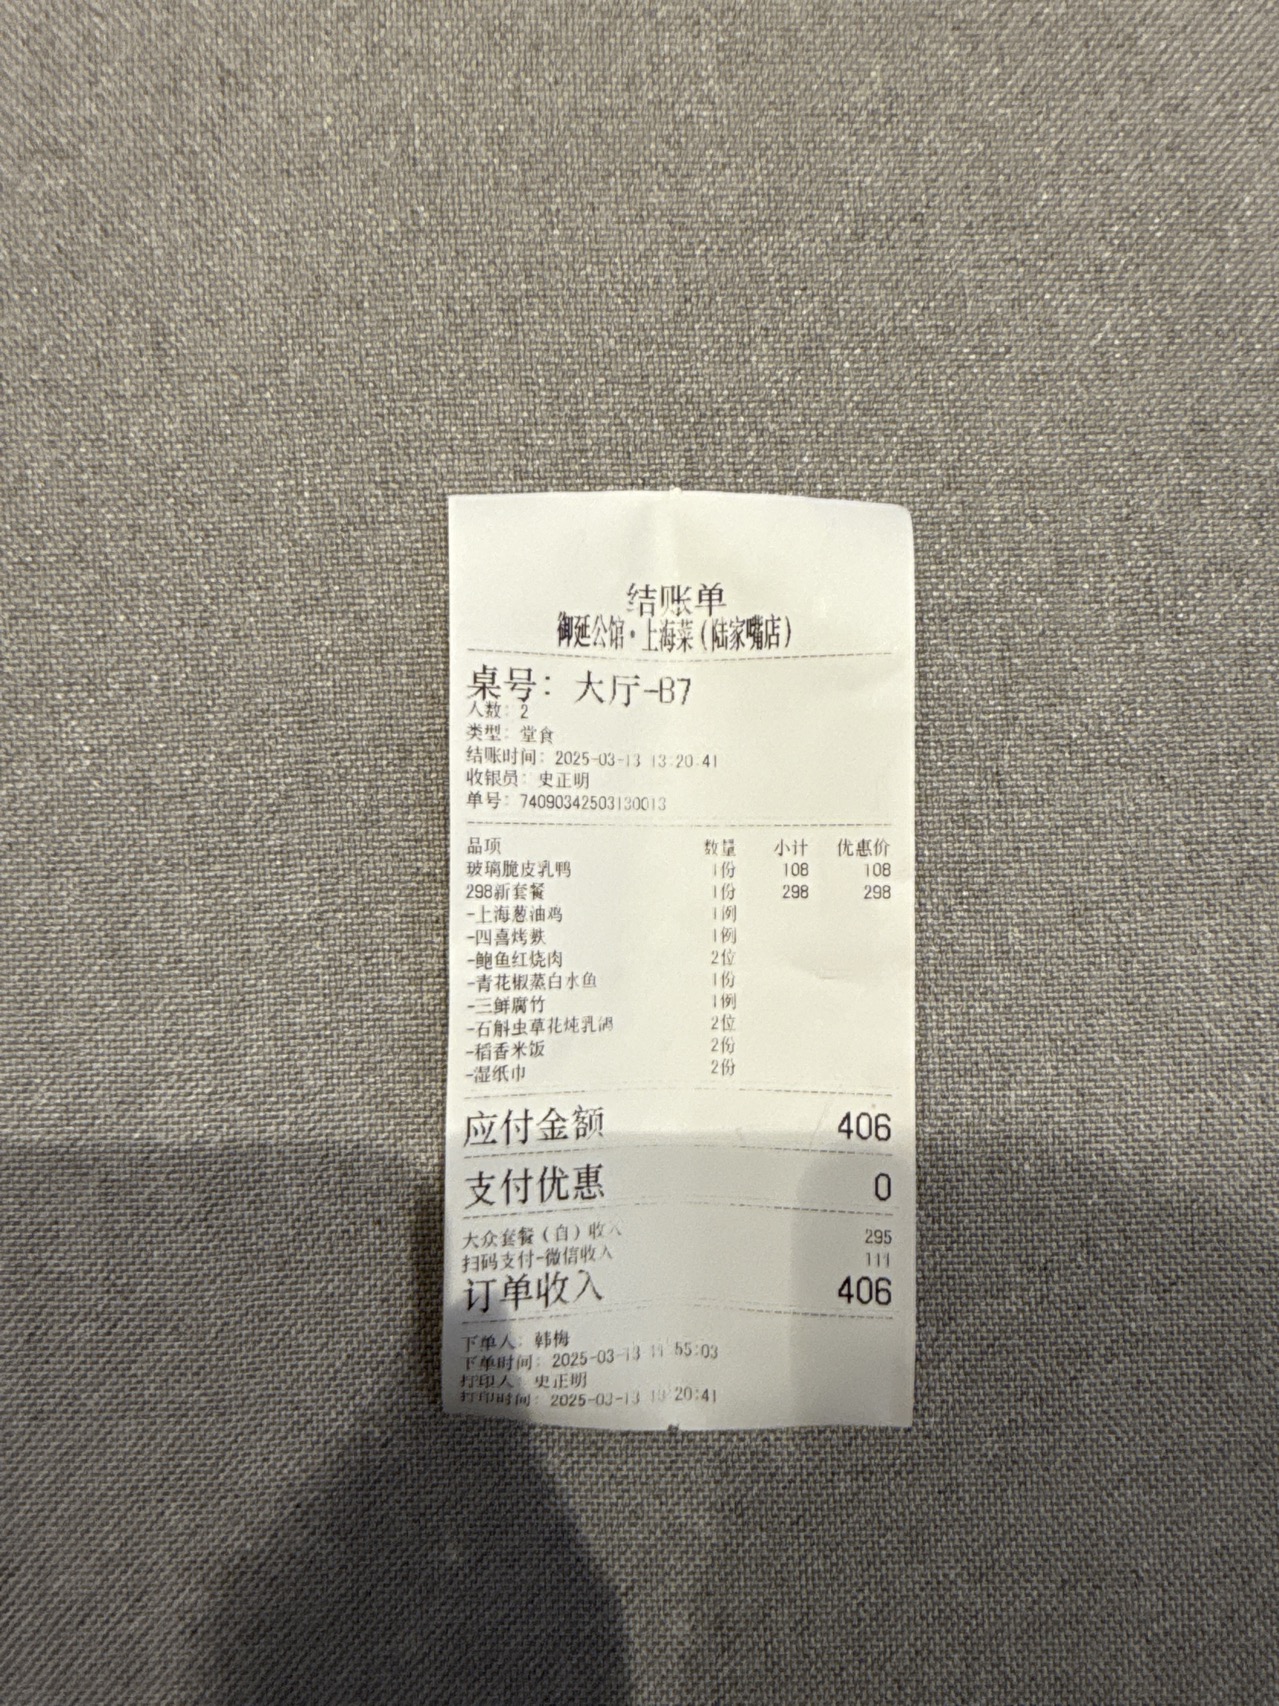 结账单
御延公馆·上海菜(陆家嘴店)
桌号: 大厅-B7
人数: 2
类型: 堂食
结账时间: 2025-03-13 13:20:41
收银员: 史正明
单号: 74090342503130013
品项 数量 小计 优惠价
玻璃脆皮乳鸭 1份 108 108
298新套餐 1份 298 298
-上海葱油鸡 1例
-四喜烤麸 1例
-鲍鱼红烧肉 2位
-青花椒蒸白水鱼 1份
-三鲜腐竹 1例
-石斛虫草花炖乳鸽 2位
-稻香米饭 2份
-湿纸巾 2份
应付金额 406
支付优惠 0
大众套餐(自)收入 295
扫码支付-微信收入 111
订单收入 406
下单人: 韩梅
下单时间: 2025-03-13 11:55:03
打印人: 史正明
打印时间: 2025-03-13 13:20:41